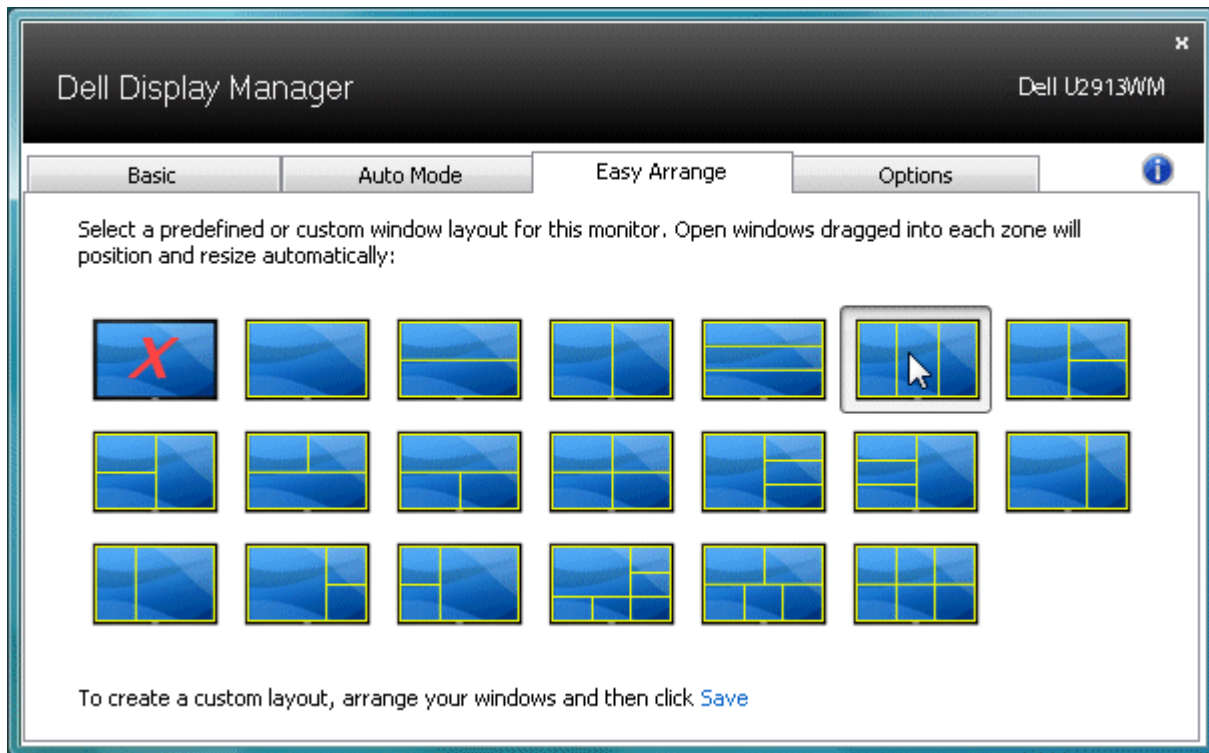 x
Dell Display Manager
Dell U2913WM
Basic
Auto Mode
Easy Arrange
Options
i
Select a predefined or custom window layout for this monitor. Open windows dragged into each zone will
position and resize automatically:
X
To create a custom layout, arrange your windows and then click Save